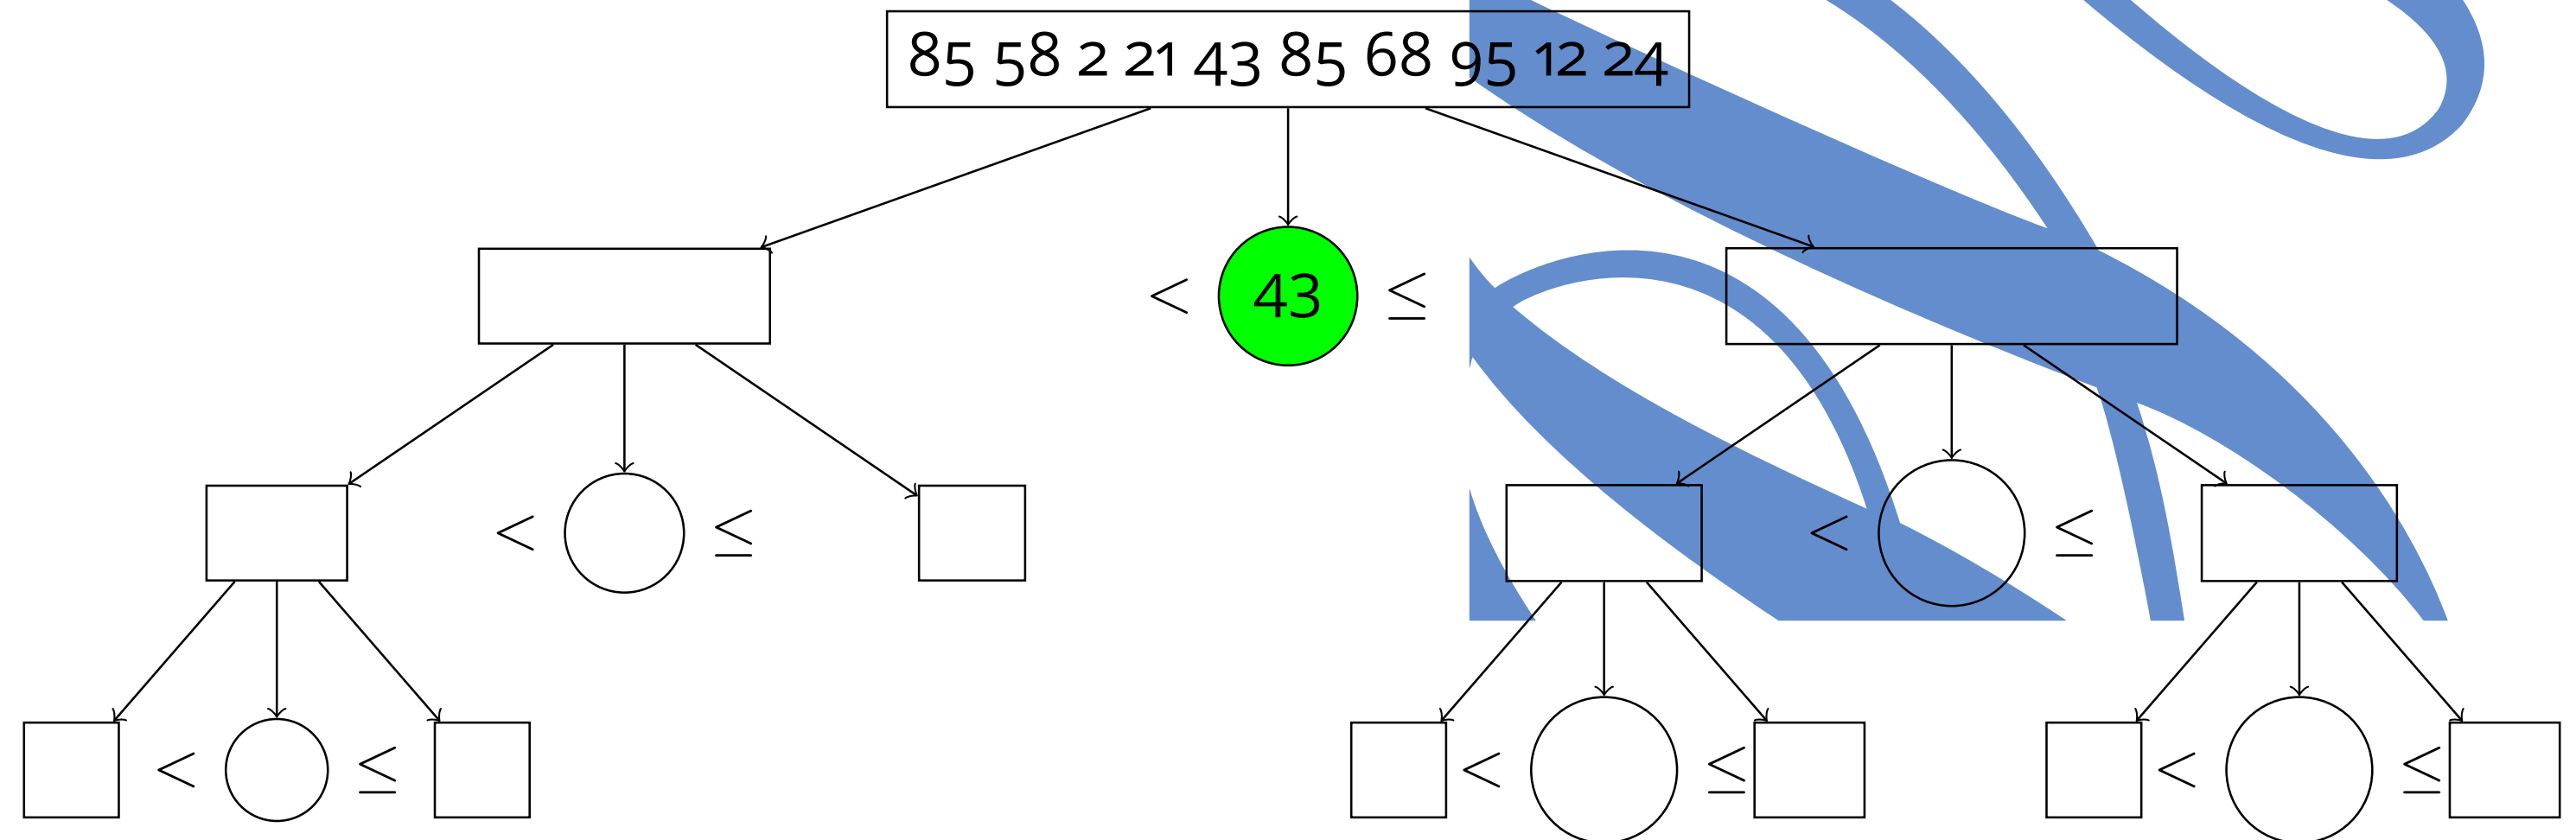 85 58 2 21 43 85 68 95 12 24
< 43 ≤
< ≤ < ≤
< ≤ < ≤ < ≤